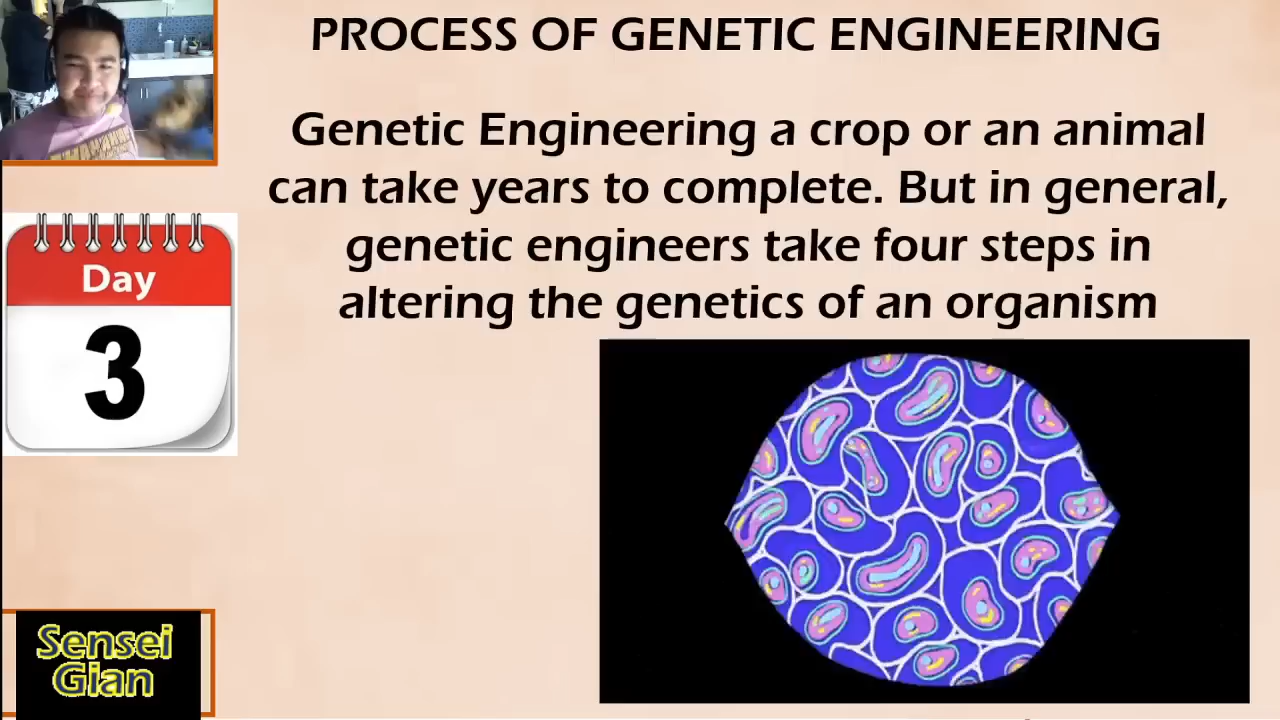 PROCESS OF GENETIC ENGINEERING
Genetic Engineering a crop or an animal
can take years to complete. But in general,
genetic engineers take four steps in
altering the genetics of an organism
Day
3
Sensei
Gian